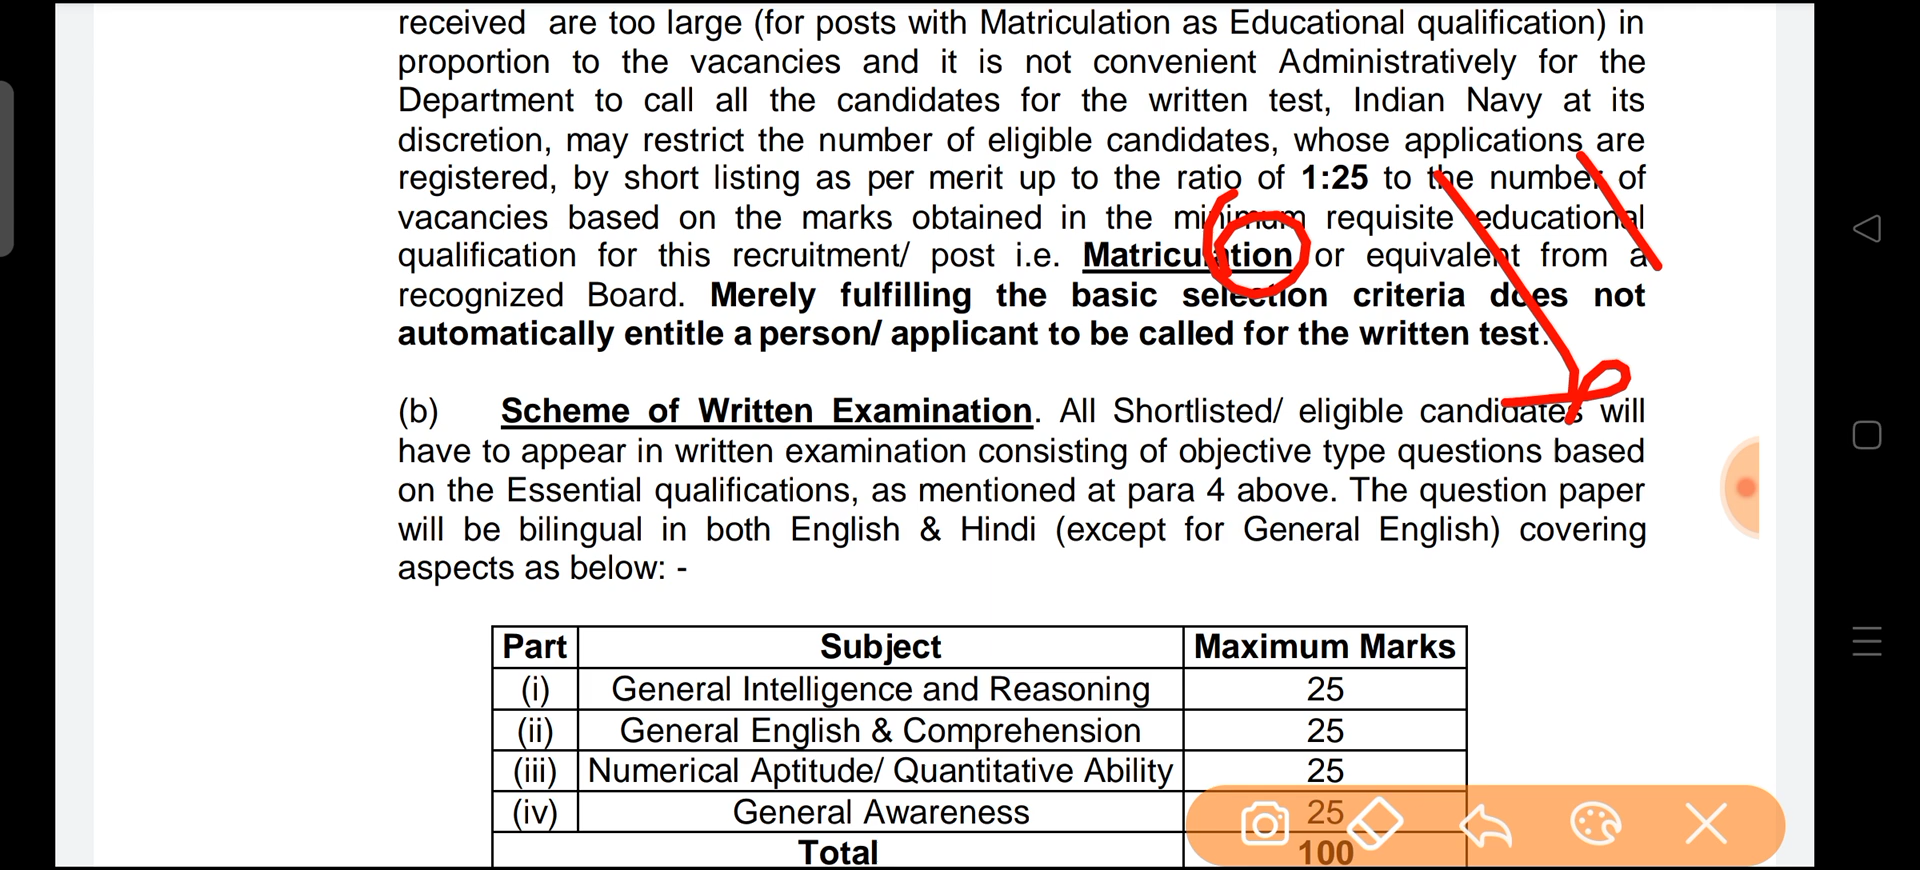 received are too large (for posts with Matriculation as Educational qualification) in
proportion to the vacancies and it is not convenient Administratively for the
Department to call all the candidates for the written test, Indian Navy at its
discretion, may restrict the number of eligible candidates, whose applications are
registered, by short listing as per merit up to the ratio of 1:25 to the number of
vacancies based on the marks obtained in the minimum requisite educational
qualification for this recruitment/ post i.e. Matriculation or equivalent from a
recognized Board. Merely fulfilling the basic selection criteria does not
automatically entitle a person/ applicant to be called for the written test.
(b) Scheme of Written Examination. All Shortlisted/ eligible candidates will
have to appear in written examination consisting of objective type questions based
on the Essential qualifications, as mentioned at para 4 above. The question paper
will be bilingual in both English & Hindi (except for General English) covering
aspects as below: -
Part Subject Maximum Marks
(i) General Intelligence and Reasoning 25
(ii) General English & Comprehension 25
(iii) Numerical Aptitude/ Quantitative Ability 25
(iv) General Awareness 25
Total 100